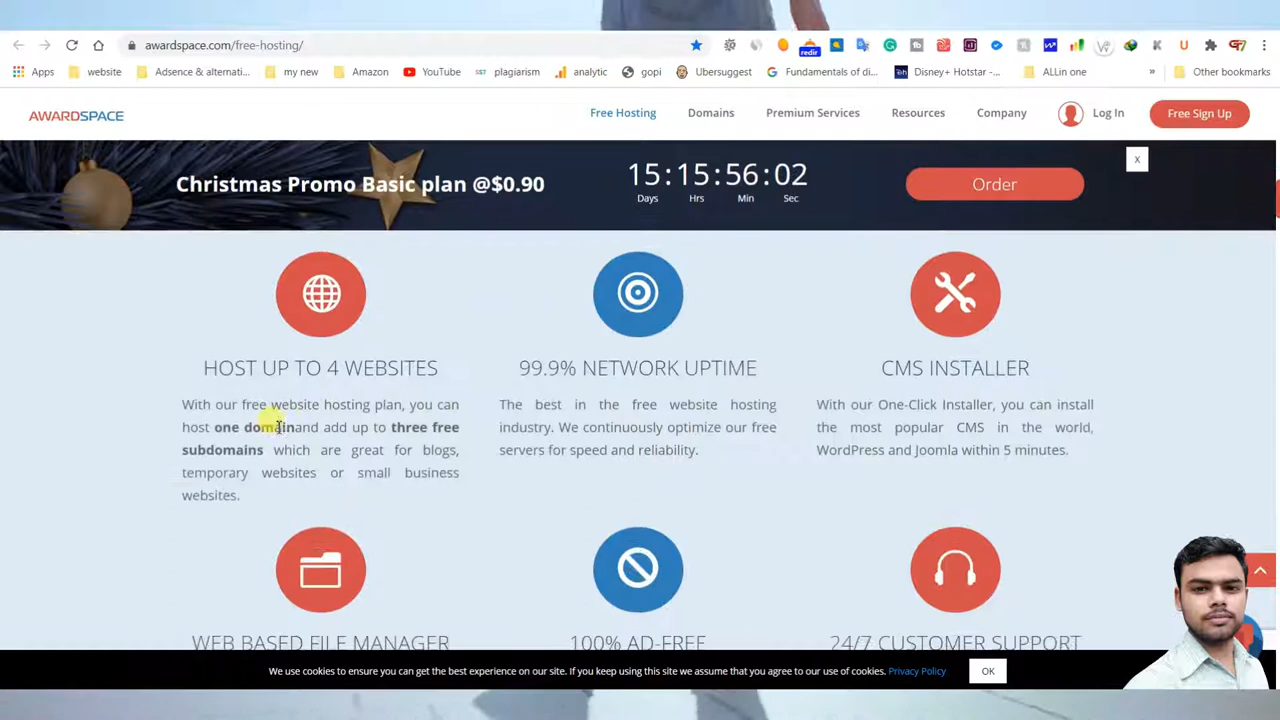 awardspace.com/free-hosting/
redir
Apps
website
Adsence & alternati...
my new
Amazon
YouTube
SST
plagiarism
analytic
gopi
Ubersuggest
Fundamentals of di...
Disney+ Hotstar -...
ALLin one
»
Other bookmarks
AWARDSPACE
Free Hosting
Domains
Premium Services
Resources
Company
Log In
Free Sign Up
X
Christmas Promo Basic plan @$0.90
15:15:56:02
Days Hrs Min Sec
Order
HOST UP TO 4 WEBSITES
With our free website hosting plan, you can
host one domainand add up to three free
subdomains which are great for blogs,
temporary websites or small business
websites.
99.9% NETWORK UPTIME
The best in the free website hosting
industry. We continuously optimize our free
servers for speed and reliability.
CMS INSTALLER
With our One-Click Installer, you can install
the most popular CMS in the world,
WordPress and Joomla within 5 minutes.
WEB BASED FILE MANAGER
100% AD-FREE
24/7 CUSTOMER SUPPORT
We use cookies to ensure you can get the best experience on our site. If you keep using this site we assume that you agree to our use of cookies. Privacy Policy
OK